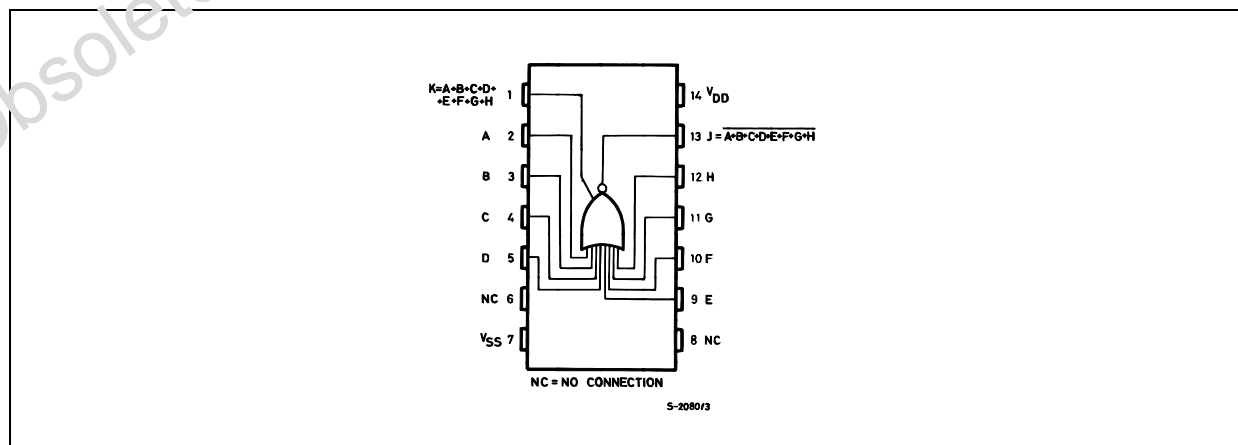 Obsolete
K=A+B+C+D+
+E+F+G+H
1
A 2
B 3
C 4
D 5
NC 6
VSS 7
14 VDD
13 J = A+B+C+D+E+F+G+H
12 H
11 G
10 F
9 E
8 NC
NC = NO CONNECTION
S-2080/3